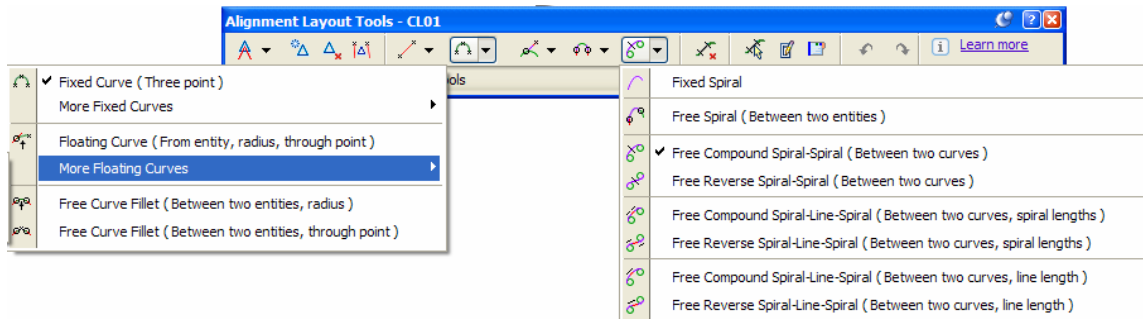 Alignment Layout Tools - CL01
Learn more
ols
Fixed Curve ( Three point )
More Fixed Curves
Floating Curve ( From entity, radius, through point )
More Floating Curves
Free Curve Fillet ( Between two entities, radius )
Free Curve Fillet ( Between two entities, through point )
Fixed Spiral
Free Spiral ( Between two entities )
Free Compound Spiral-Spiral ( Between two curves )
Free Reverse Spiral-Spiral ( Between two curves )
Free Compound Spiral-Line-Spiral ( Between two curves, spiral lengths )
Free Reverse Spiral-Line-Spiral ( Between two curves, spiral lengths )
Free Compound Spiral-Line-Spiral ( Between two curves, line length )
Free Reverse Spiral-Line-Spiral ( Between two curves, line length )